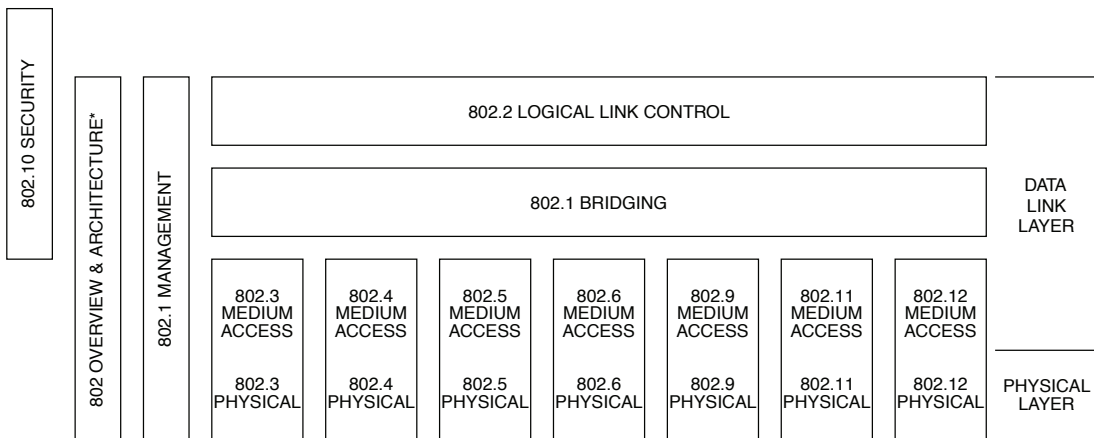 802.10 SECURITY
802 OVERVIEW & ARCHITECTURE*
802.1 MANAGEMENT
802.2 LOGICAL LINK CONTROL
802.1 BRIDGING
802.3
MEDIUM
ACCESS
802.3
PHYSICAL
802.4
MEDIUM
ACCESS
802.4
PHYSICAL
802.5
MEDIUM
ACCESS
802.5
PHYSICAL
802.6
MEDIUM
ACCESS
802.6
PHYSICAL
802.9
MEDIUM
ACCESS
802.9
PHYSICAL
802.11
MEDIUM
ACCESS
802.11
PHYSICAL
802.12
MEDIUM
ACCESS
802.12
PHYSICAL
DATA
LINK
LAYER
PHYSICAL
LAYER